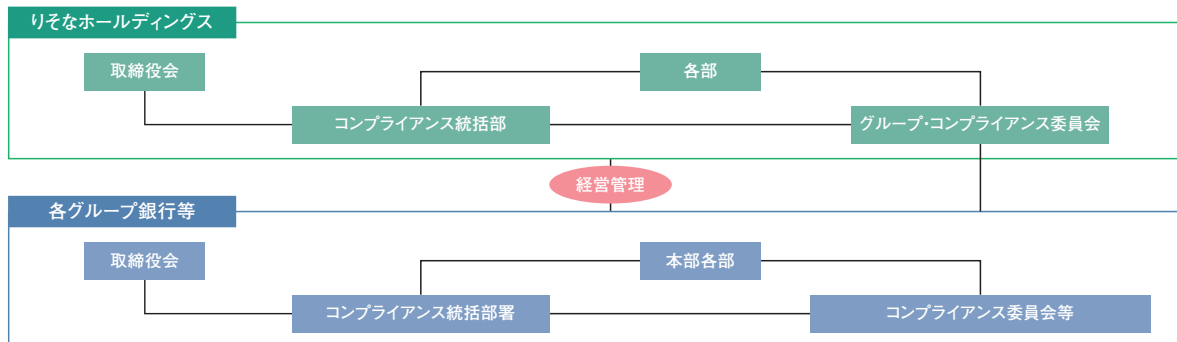 りそなホールディングス
取締役会
各部
コンプライアンス統括部
グループ・コンプライアンス委員会
経営管理
各グループ銀行等
取締役会
本部各部
コンプライアンス統括部署
コンプライアンス委員会等